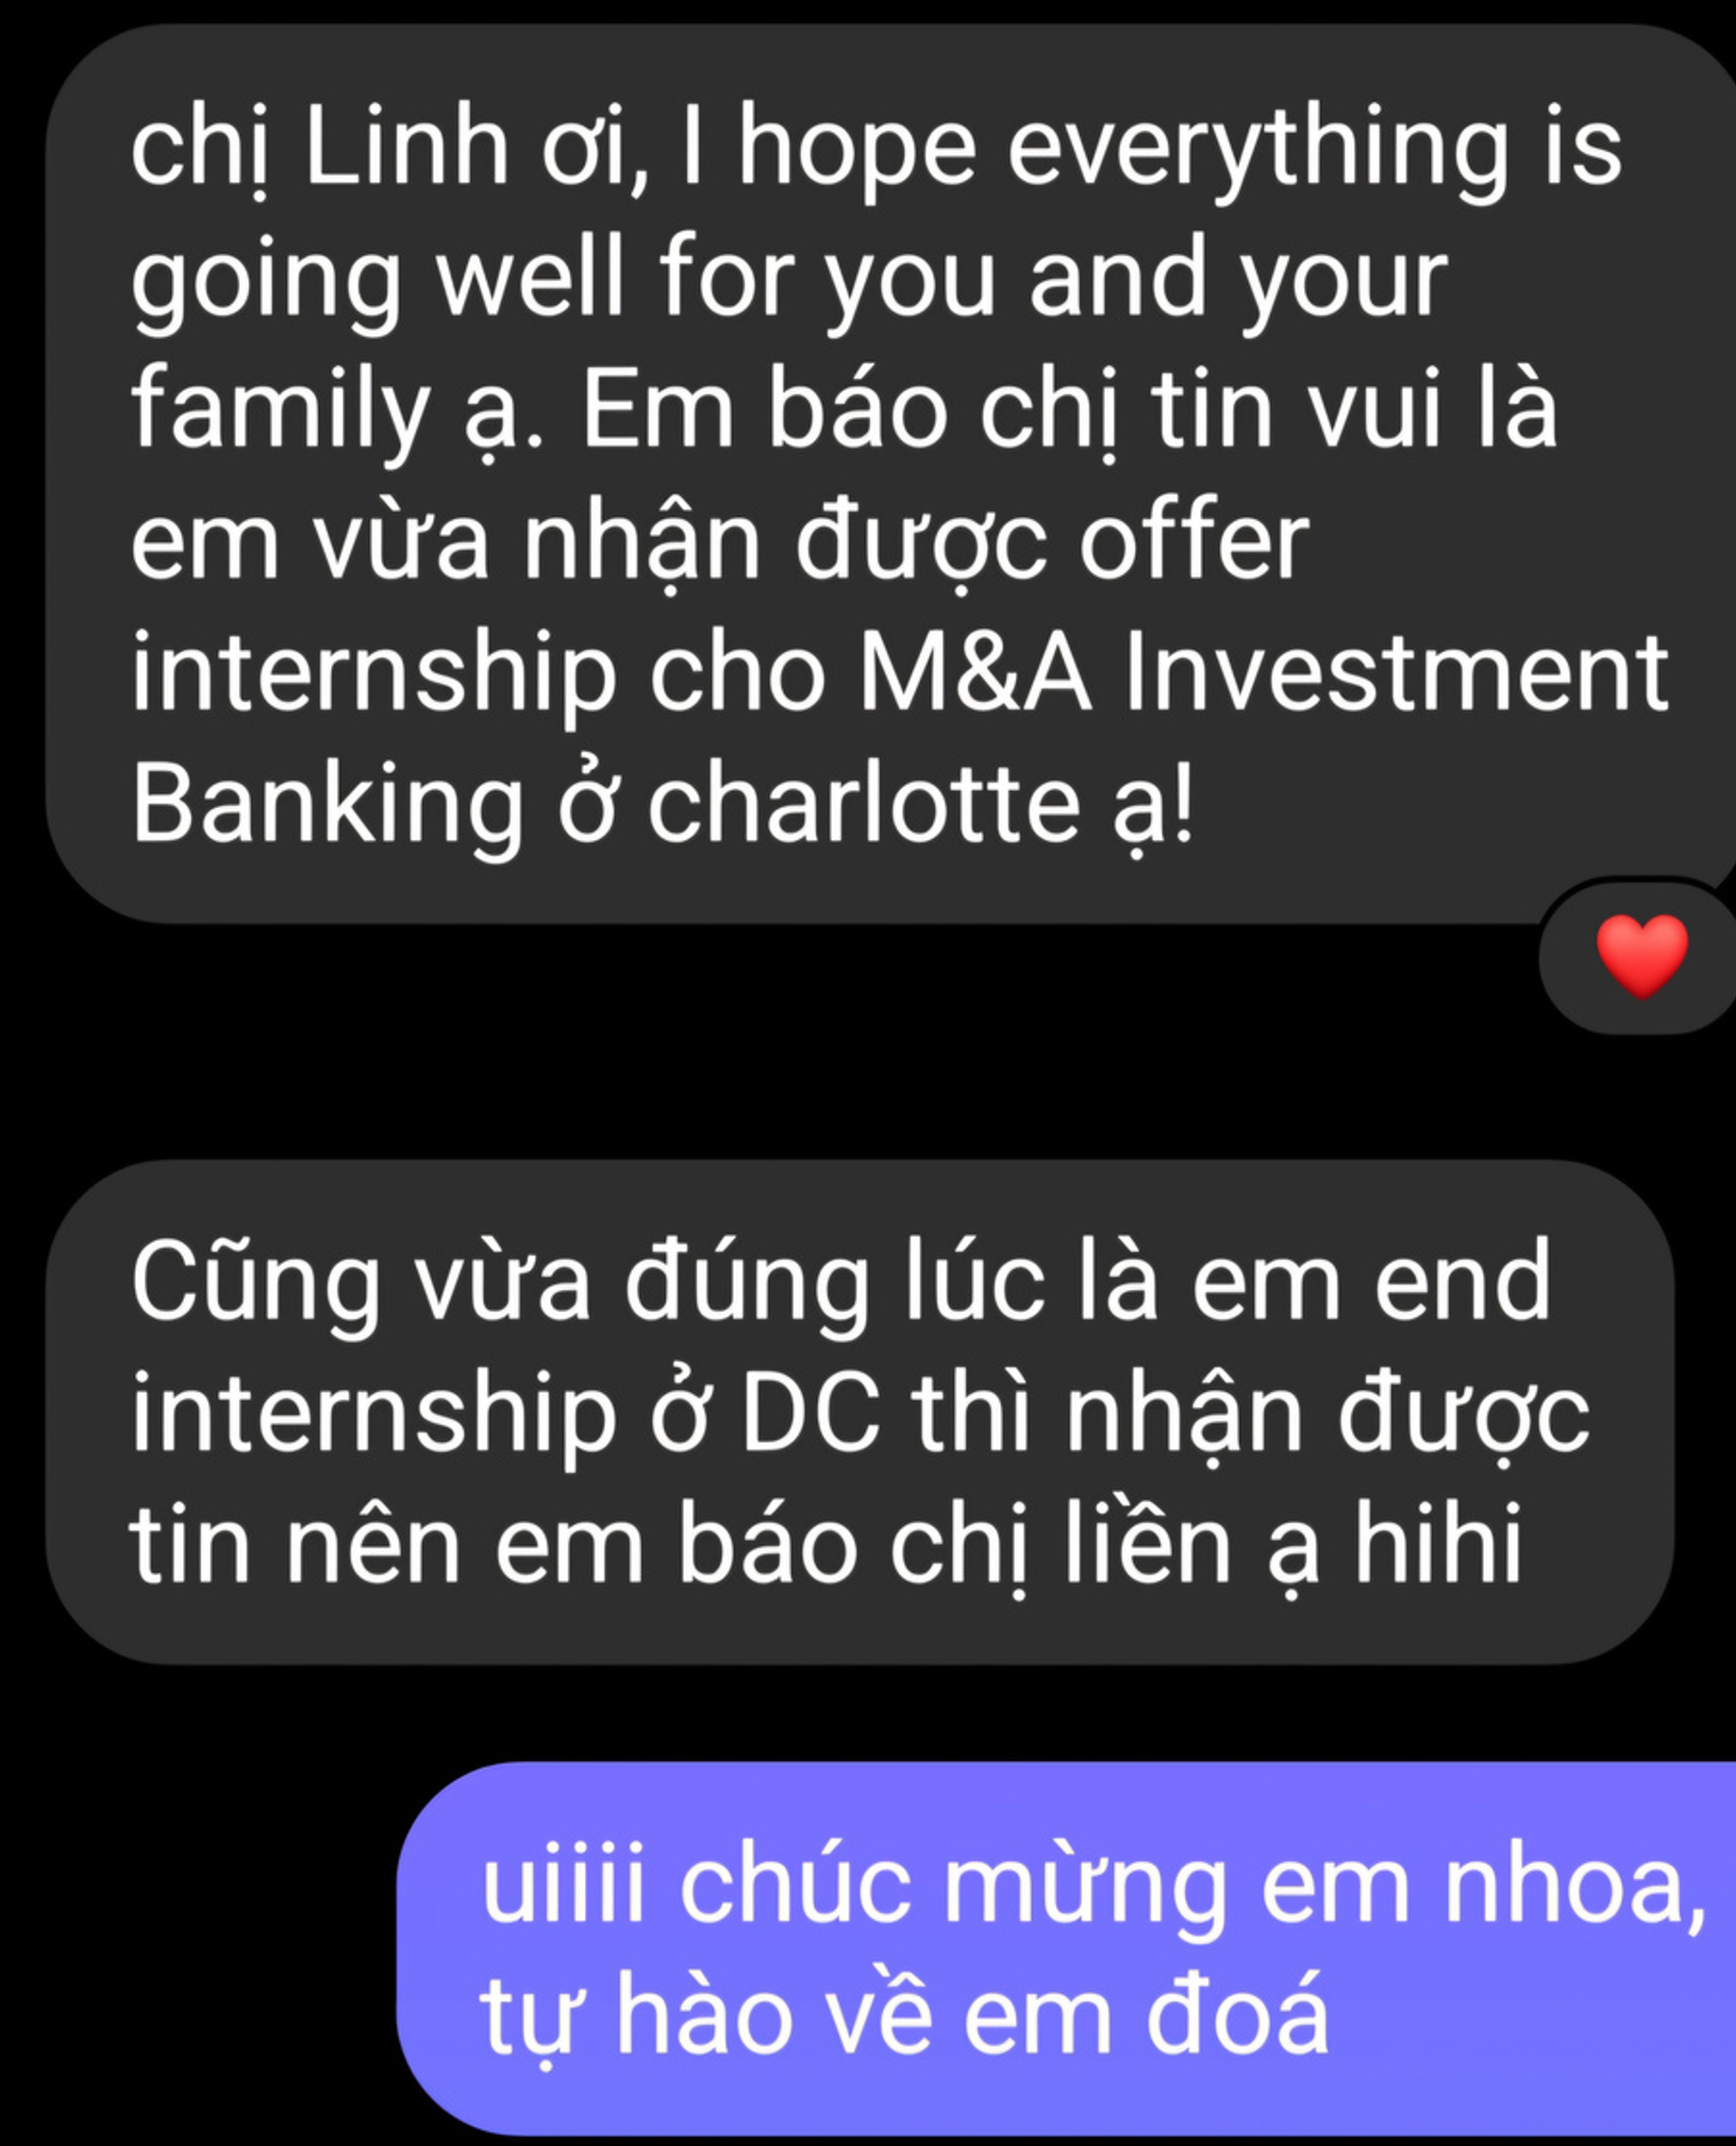 chị Linh ơi, I hope everything is
going well for you and your
family ạ. Em báo chị tin vui là
em vừa nhận được offer
internship cho M&A Investment
Banking ở charlotte ạ!
Cũng vừa đúng lúc là em end
internship ở DC thì nhận được
tin nên em báo chị liền ạ hihi
uiiii chúc mừng em nhoa,
tự hào về em đoá